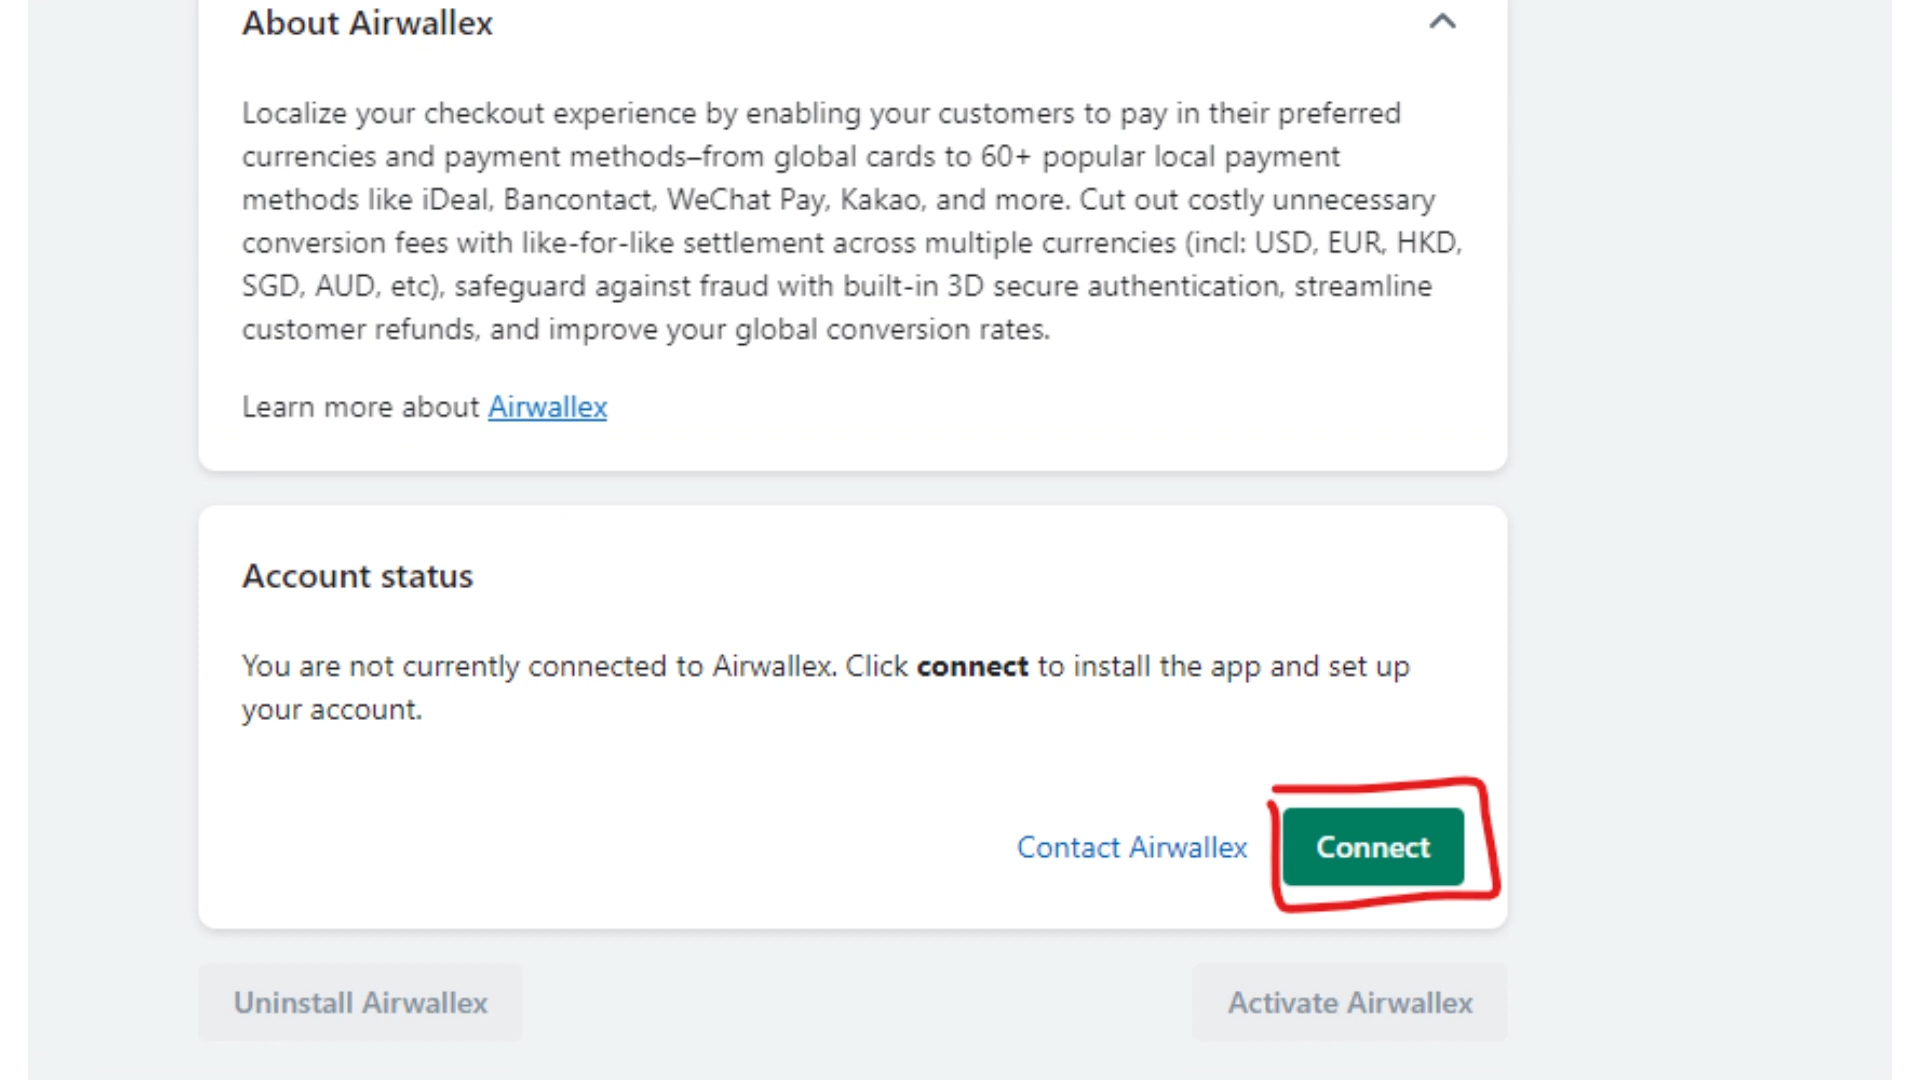 About Airwallex
Localize your checkout experience by enabling your customers to pay in their preferred
currencies and payment methods–from global cards to 60+ popular local payment
methods like iDeal, Bancontact, WeChat Pay, Kakao, and more. Cut out costly unnecessary
conversion fees with like-for-like settlement across multiple currencies (incl: USD, EUR, HKD,
SGD, AUD, etc), safeguard against fraud with built-in 3D secure authentication, streamline
customer refunds, and improve your global conversion rates.
Learn more about Airwallex
Account status
You are not currently connected to Airwallex. Click connect to install the app and set up
your account.
Contact Airwallex
Connect
Uninstall Airwallex
Activate Airwallex